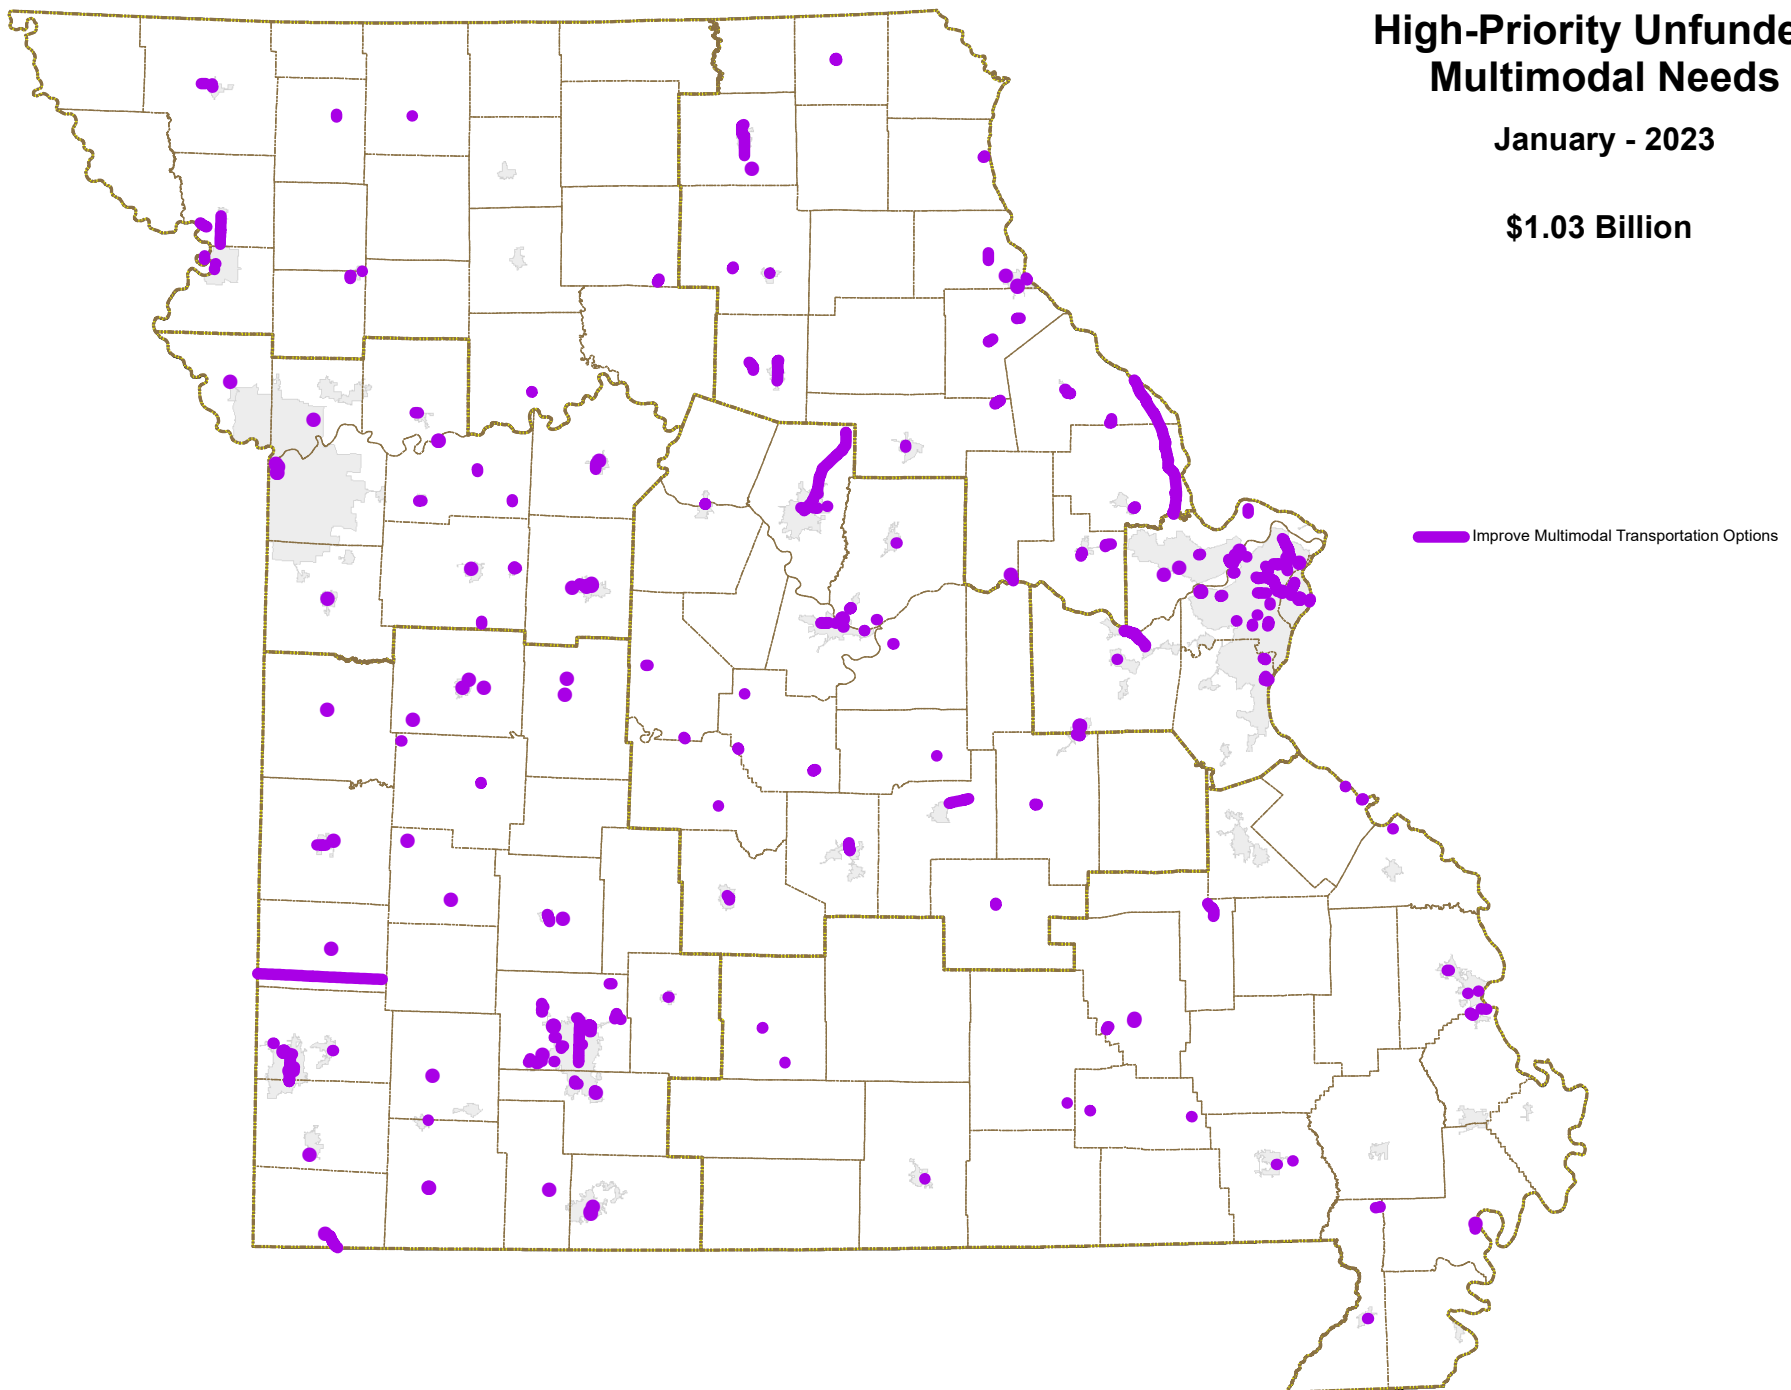 High-Priority Unfunde
Multimodal Needs
January - 2023
$1.03 Billion
Improve Multimodal Transportation Options